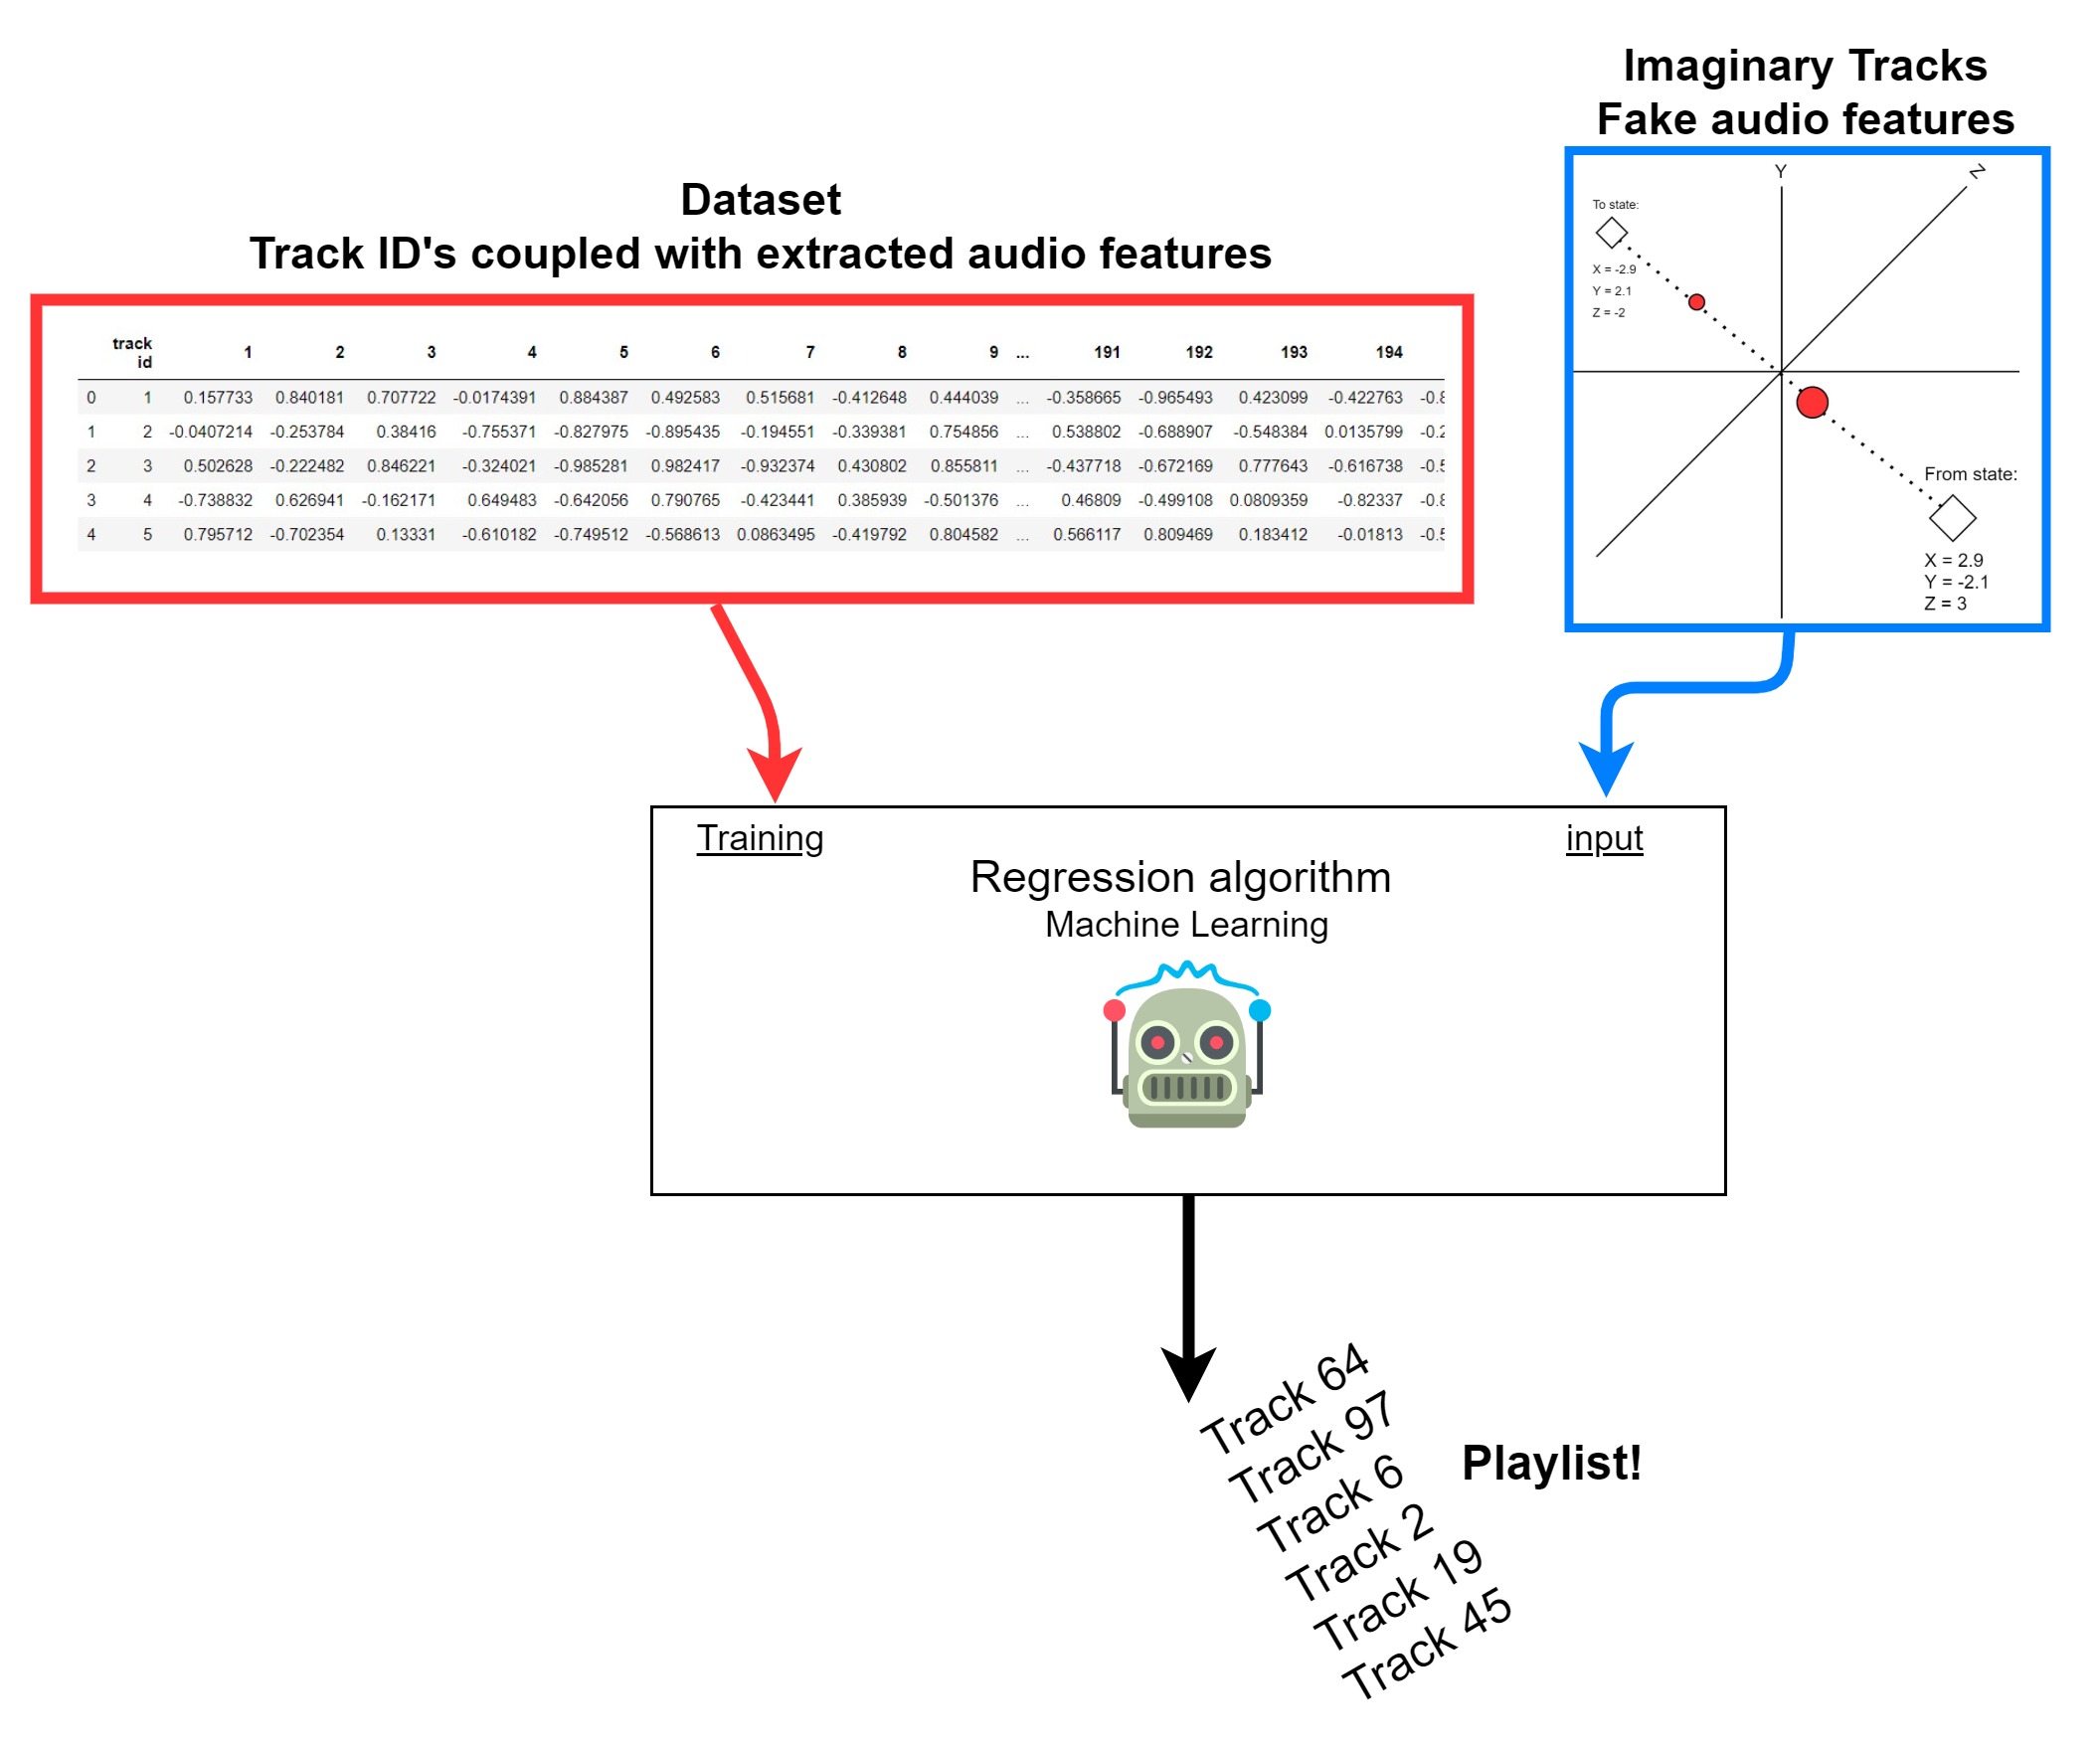 Imaginary Tracks
Fake audio features
Dataset
Track ID's coupled with extracted audio features
track
id 1 2 3 4 5 6 7 8 9 ... 191 192 193 194
0 1 0.157733 0.840181 0.707722 -0.0174391 0.884387 0.492583 0.515681 -0.412648 0.444039 ... -0.358665 -0.965493 0.423099 -0.422763 -0.8
1 2 -0.0407214 -0.253784 0.38416 -0.755371 -0.827975 -0.895435 -0.194551 -0.339381 0.754856 ... 0.538802 -0.688907 -0.548384 0.0135799 -0.2
2 3 0.502628 -0.222482 0.846221 -0.324021 -0.985281 0.982417 -0.932374 0.430802 0.855811 ... -0.437718 -0.672169 0.777643 -0.616738 -0.5
3 4 -0.738832 0.626941 -0.162171 0.649483 -0.642056 0.790765 -0.423441 0.385939 -0.501376 ... 0.46809 -0.499108 0.0809359 -0.82337 -0.8
4 5 0.795712 -0.702354 0.13331 -0.610182 -0.749512 -0.568613 0.0863495 -0.419792 0.804582 ... 0.566117 0.809469 0.183412 -0.01813 -0.5
Y
Z
To state:
X = -2.9
Y = 2.1
Z = -2
From state:
X = 2.9
Y = -2.1
Z = 3
Training
input
Regression algorithm
Machine Learning
Track 64
Track 97
Track 6
Track 2
Track 19
Track 45
Playlist!